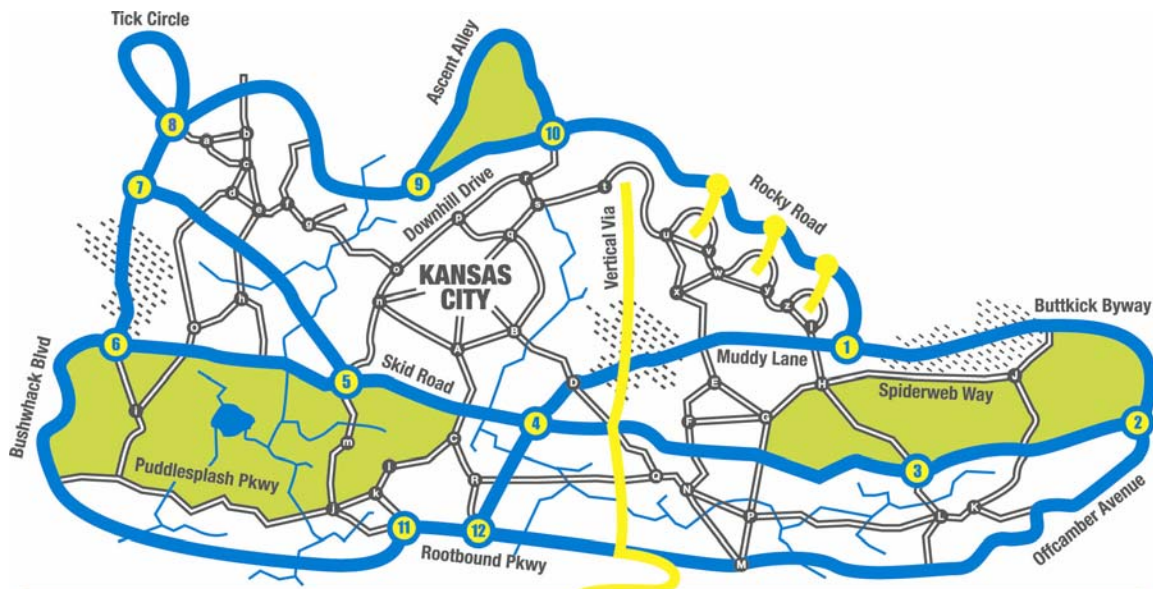 Tick Circle
Ascent Alley
8
b
a
10
c
9
7
d
r
t
e
f
s
Rocky Road
g
p
Downhill Drive
q
u
v
Vertical Via
o
w
KANSAS
CITY
x
y
n
h
z
Buttkick Byway
B
6
A
1
Muddy Lane
Skid Road
5
D
E
H
Spiderweb Way
J
Bushwhack Blvd
4
2
m
C
Puddlesplash Pkwy
l
3
R
k
N
j
P
L
K
11
12
Rootbound Pkwy
M
Offcamber Avenue